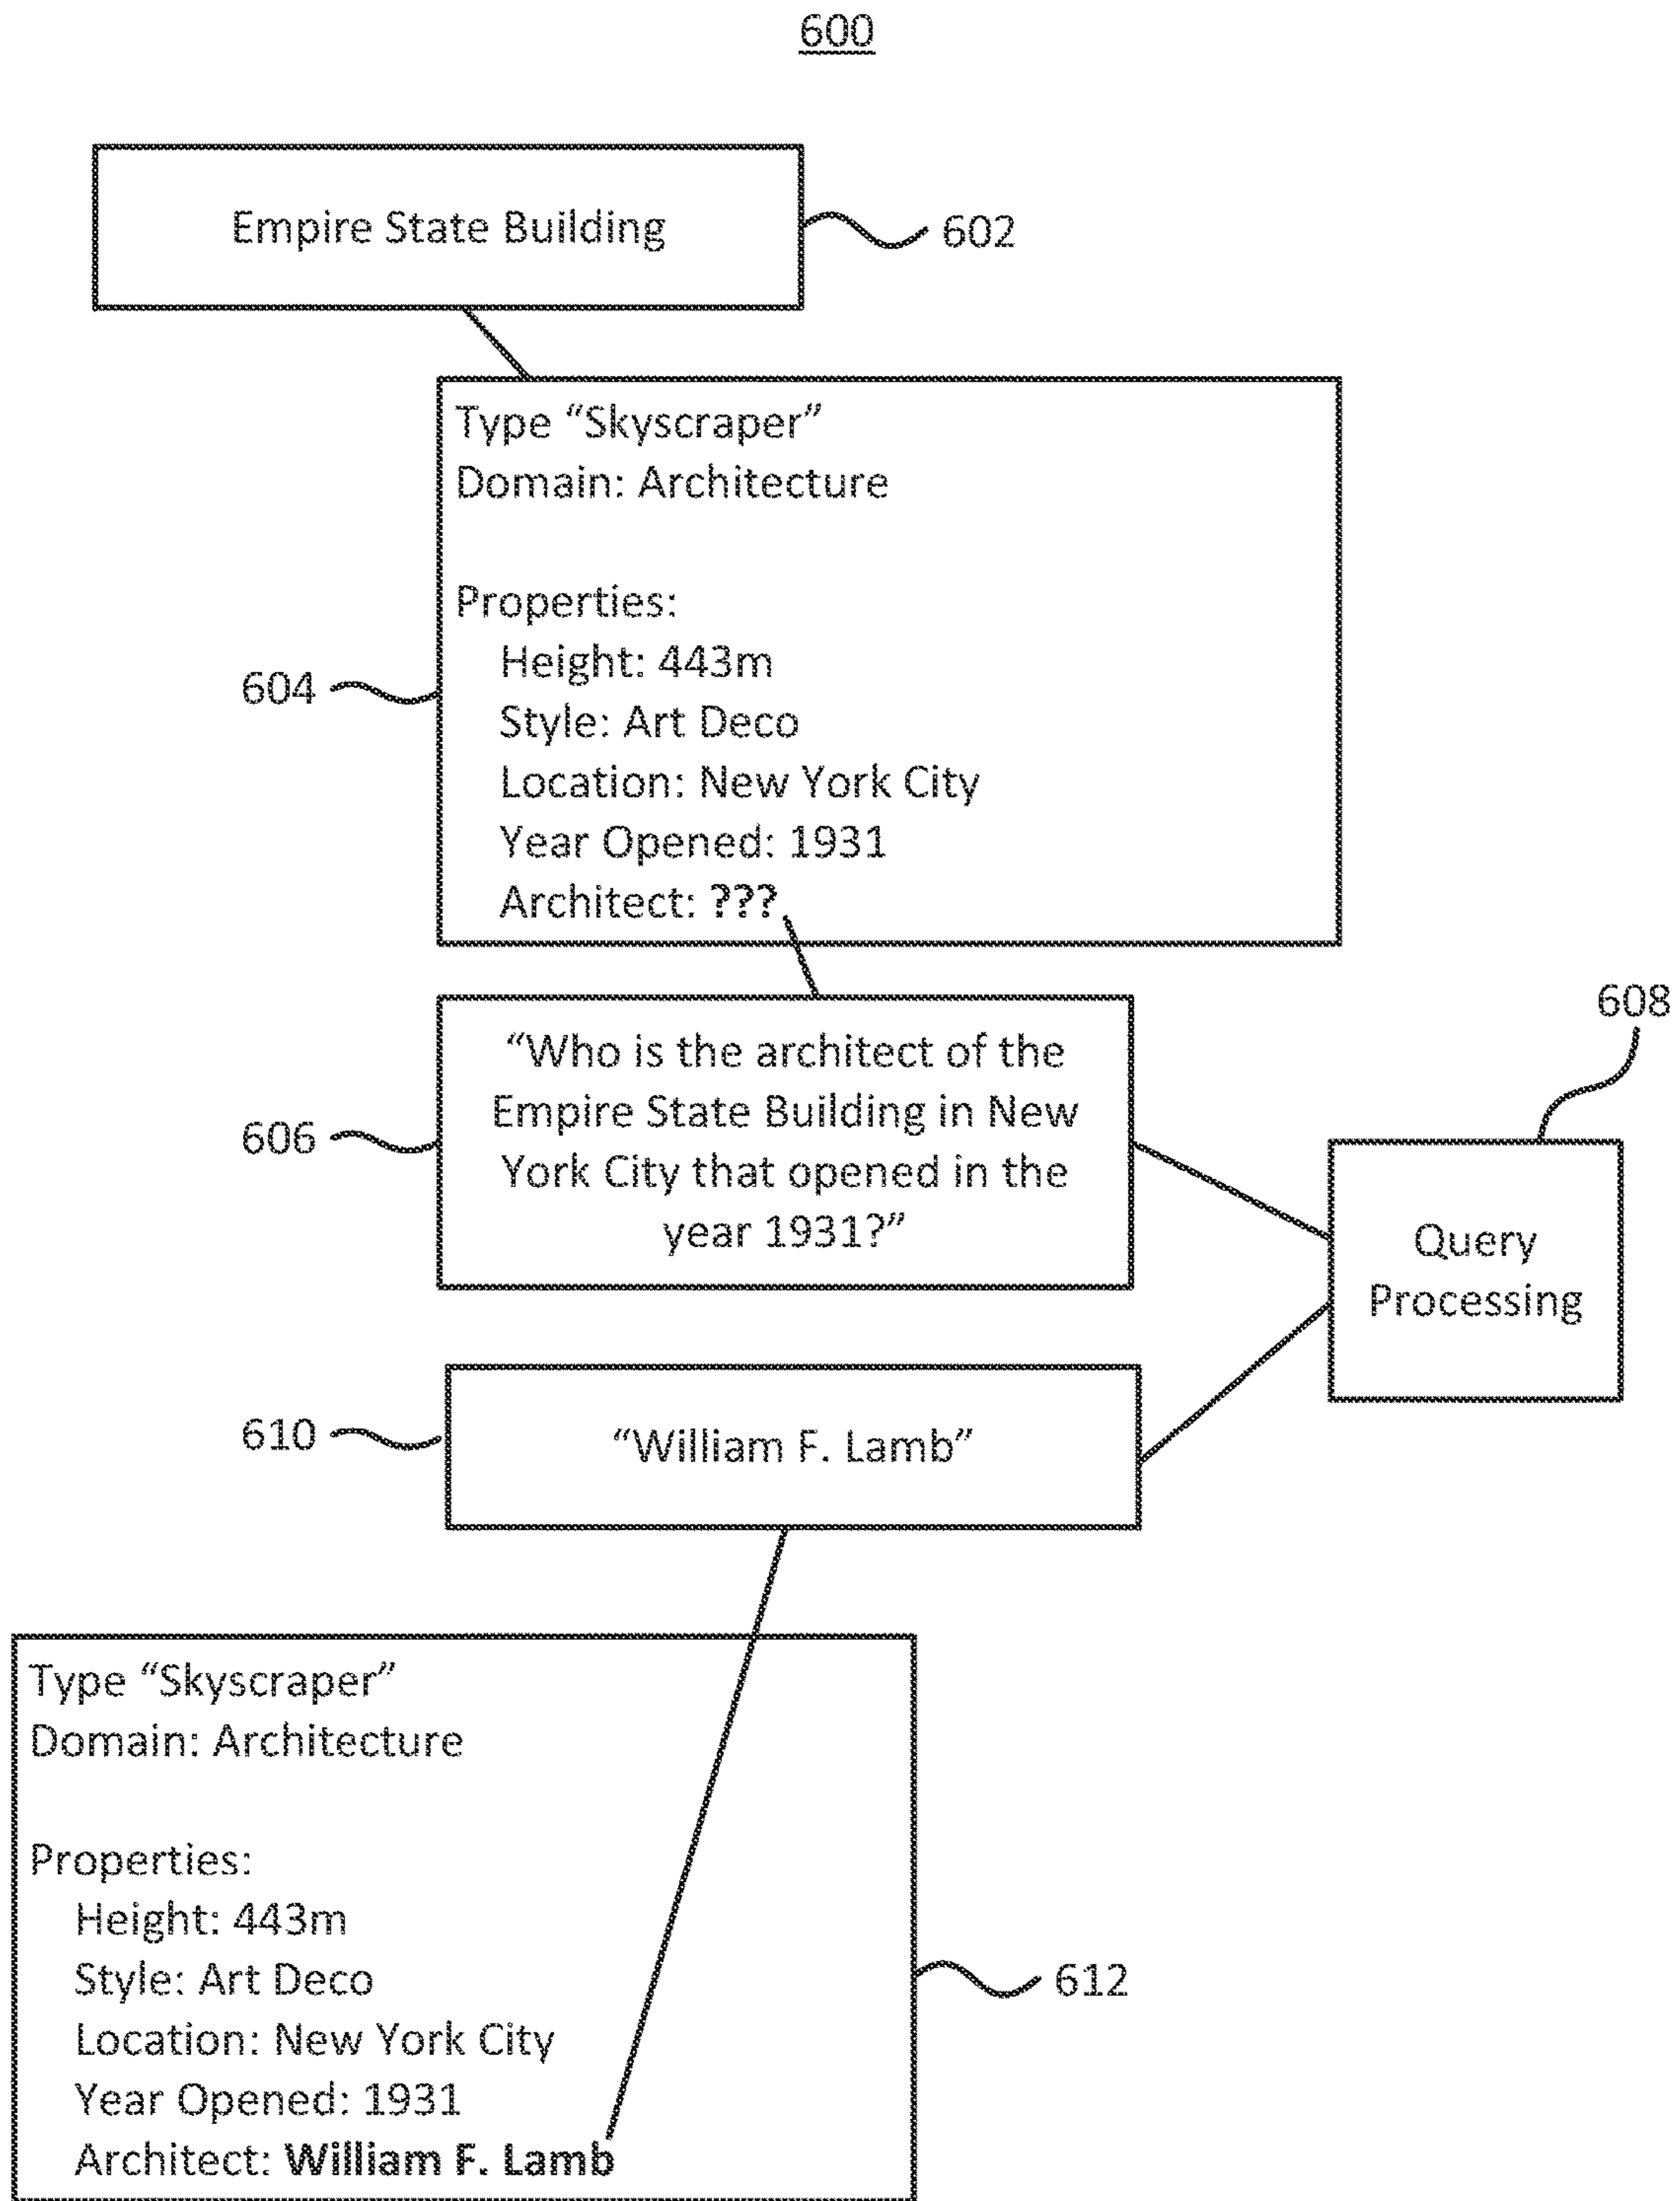 600
Empire State Building
602
Type “Skyscraper”
Domain: Architecture
Properties:
Height: 443m
604
Style: Art Deco
Location: New York City
Year Opened: 1931
Architect: ???
608
“Who is the architect of the
Empire State Building in New
606
York City that opened in the
year 1931?”
Query
Processing
610
“William F. Lamb”
Type “Skyscraper”
Domain: Architecture
Properties:
Height: 443m
Style: Art Deco
612
Location: New York City
Year Opened: 1931
Architect: William F. Lamb